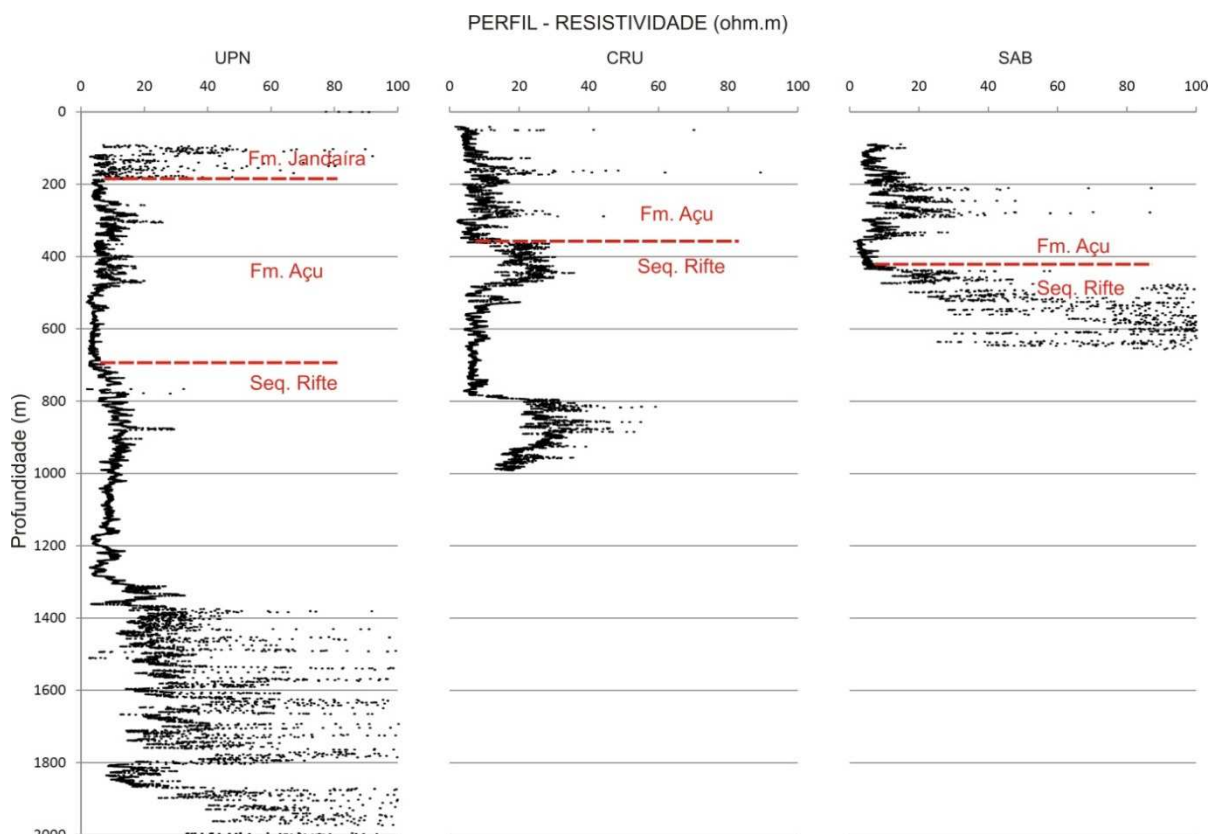 PERFIL - RESISTIVIDADE (ohm.m)
UPN CRU SAB
0 20 40 60 80 100 0 20 40 60 80 100 0 20 40 60 80 100
0
Fm. Jandaíra
200
Fm. Açu
Fm. Açu
400
Fm. Açu
Seq. Rifte
Seq. Rifte
600
Seq. Rifte
800
1000
1200
1400
1600
1800
2000
Profundidade (m)